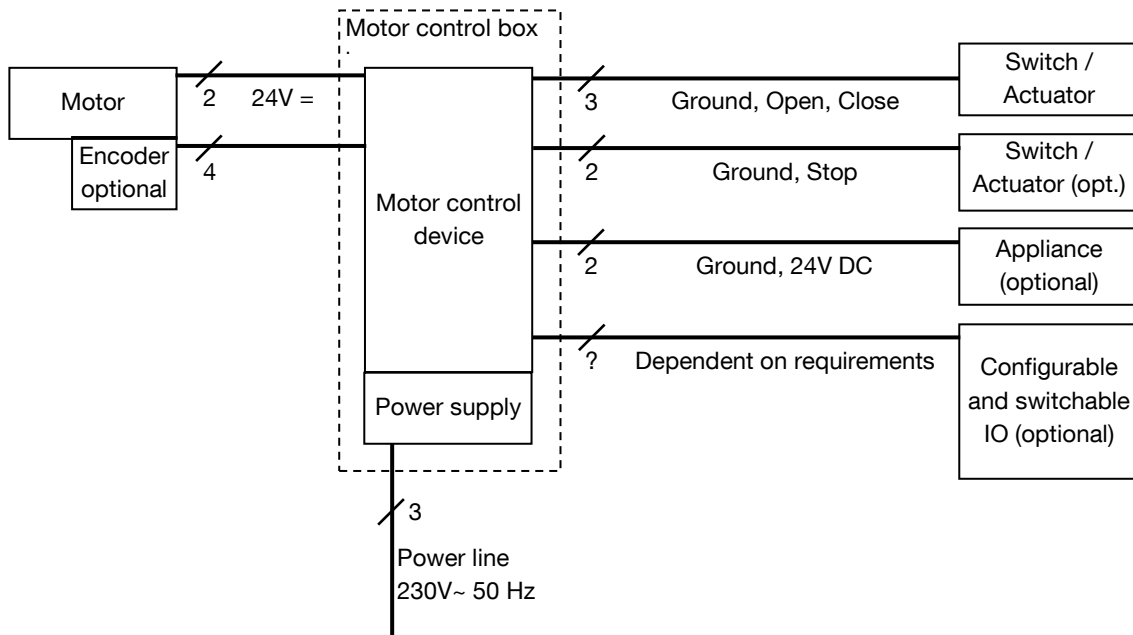 Motor control box
.
Motor
2
24V =
Encoder
optional
4
Motor control
device
Power supply
3
Ground, Open, Close
Switch /
Actuator
2
Ground, Stop
Switch /
Actuator (opt.)
2
Ground, 24V DC
Appliance
(optional)
?
Dependent on requirements
Configurable
and switchable
IO (optional)
3
Power line
230V~ 50 Hz